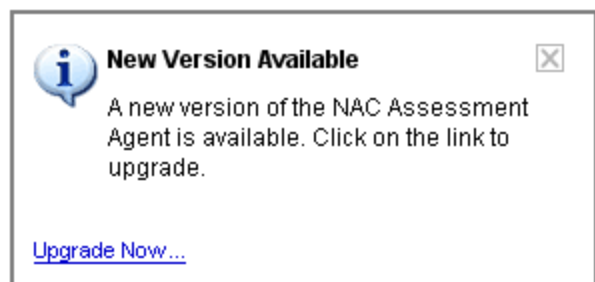 New Version Available
A new version of the NAC Assessment
Agent is available. Click on the link to
upgrade.
Upgrade Now...